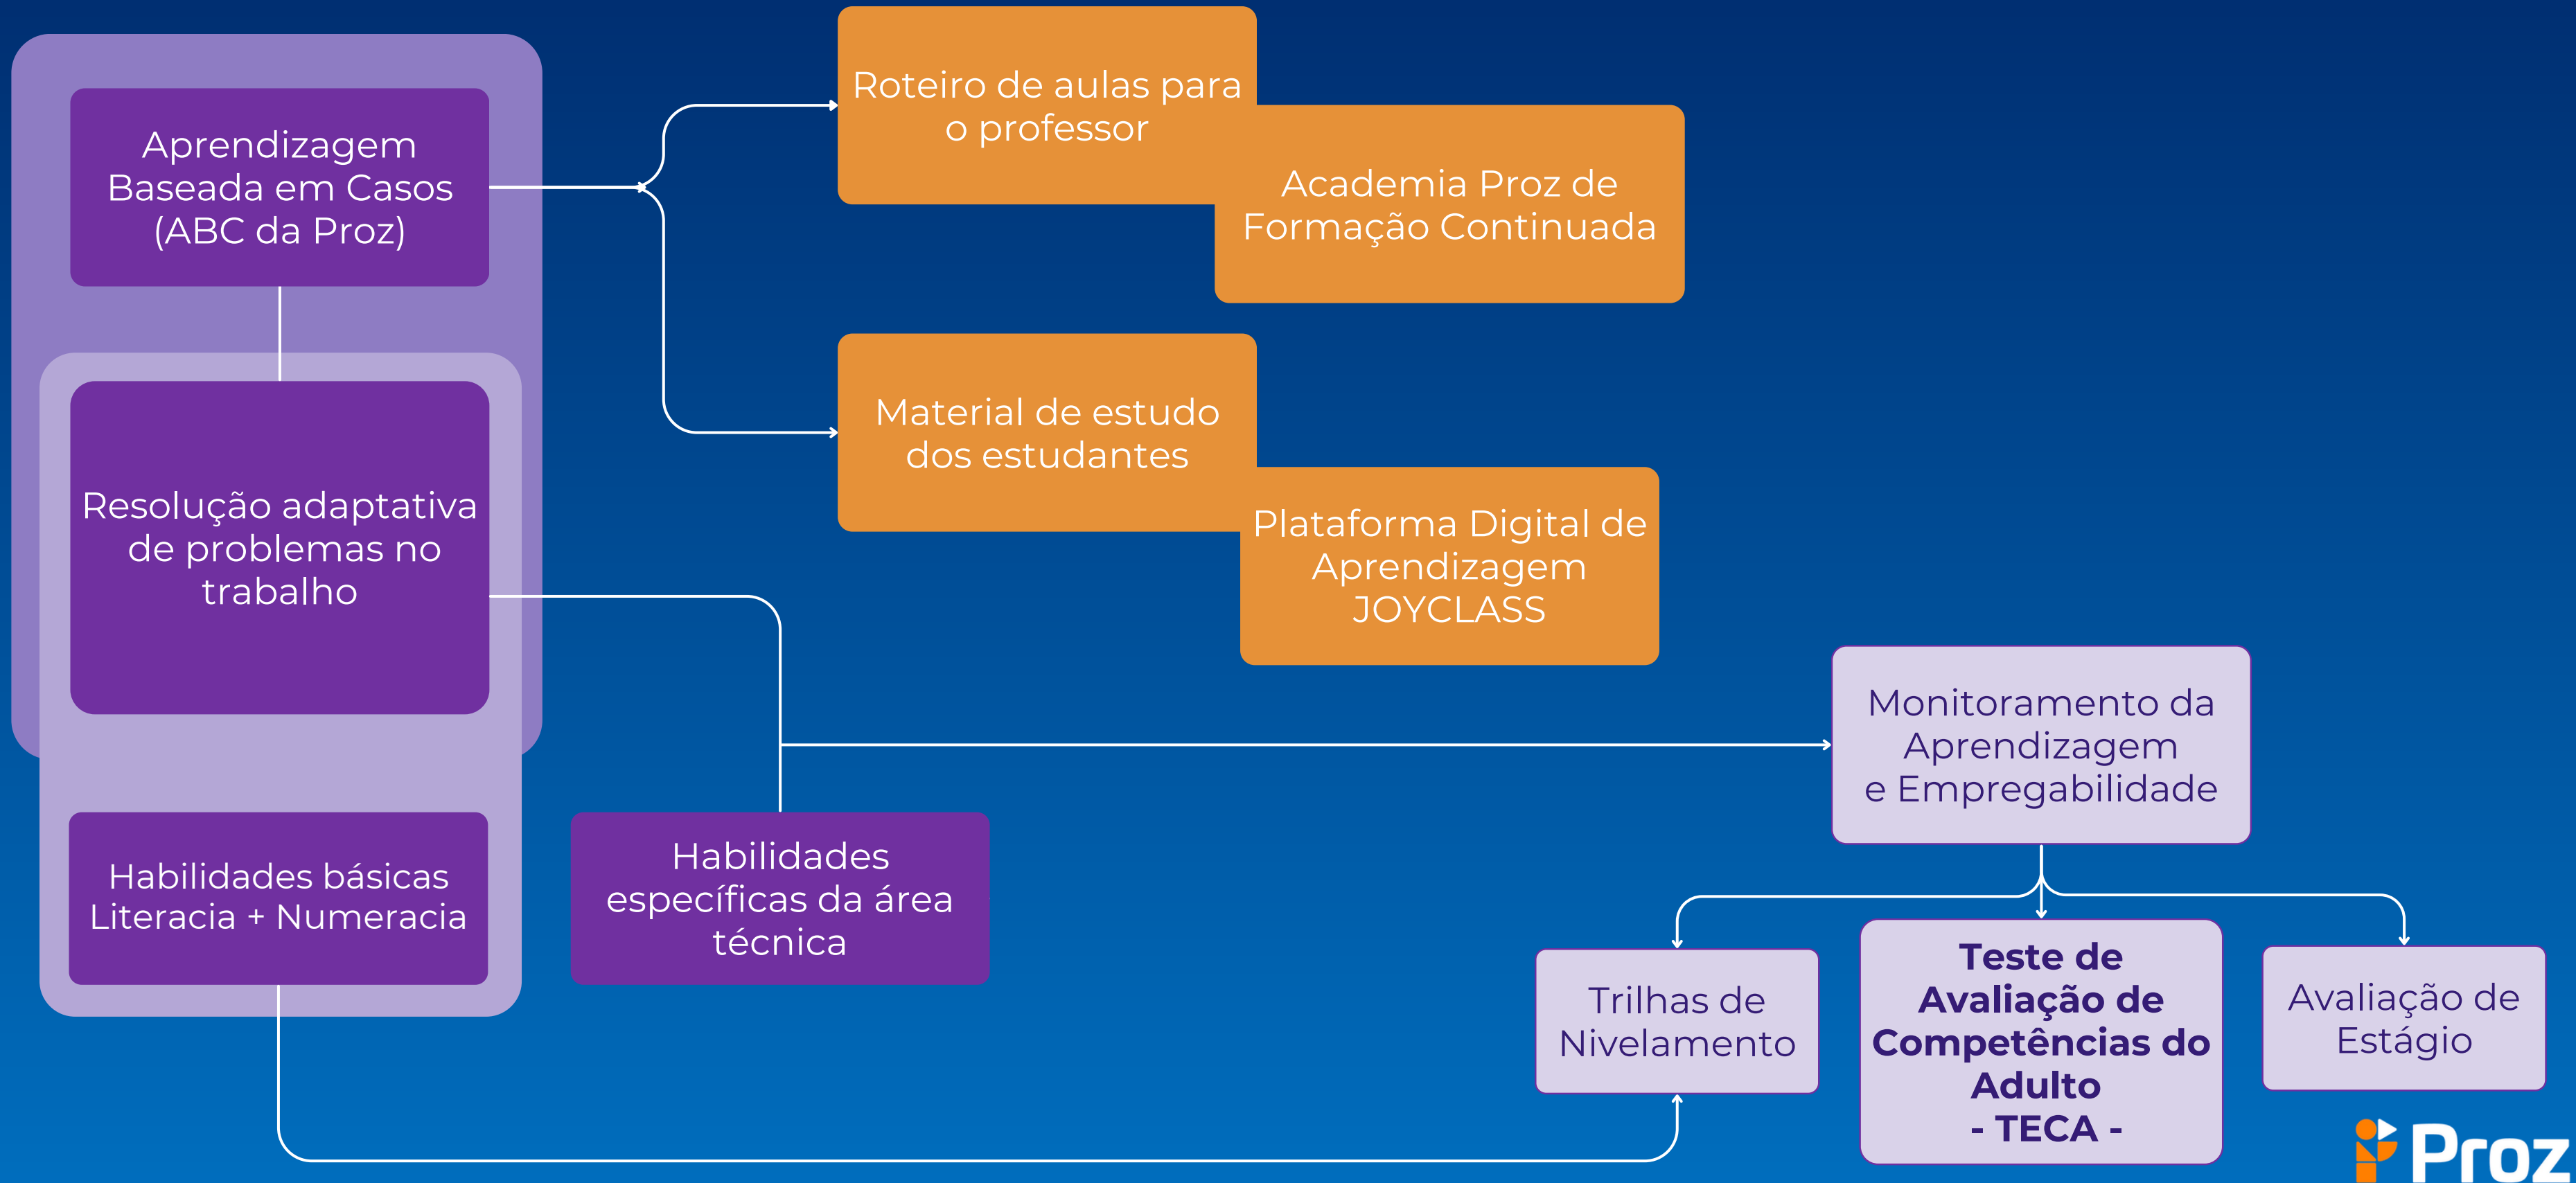 Aprendizagem
Baseada em Casos
(ABC da Proz)
Roteiro de aulas para
o professor
Academia Proz de
Formação Continuada
Material de estudo
dos estudantes
Plataforma Digital de
Aprendizagem
JOYCLASS
Resolução adaptativa
de problemas no
trabalho
Habilidades básicas
Literacia + Numeracia
Habilidades
específicas da área
técnica
Monitoramento da
Aprendizagem
e Empregabilidade
Trilhas de
Nivelamento
Teste de
Avaliação de
Competências do
Adulto
- TECA -
Avaliação de
Estágio
Proz